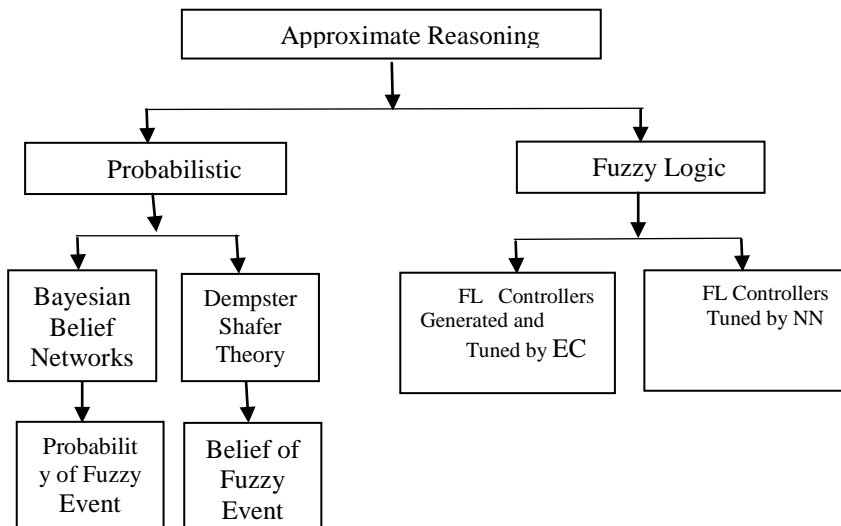 Approximate Reasoning
Probabilistic
Fuzzy Logic
Bayesian
Belief
Networks
Dempster
Shafer
Theory
FL Controllers
Generated and
Tuned by EC
FL Controllers
Tuned by NN
Probabilit
y of Fuzzy
Event
Belief of
Fuzzy
Event